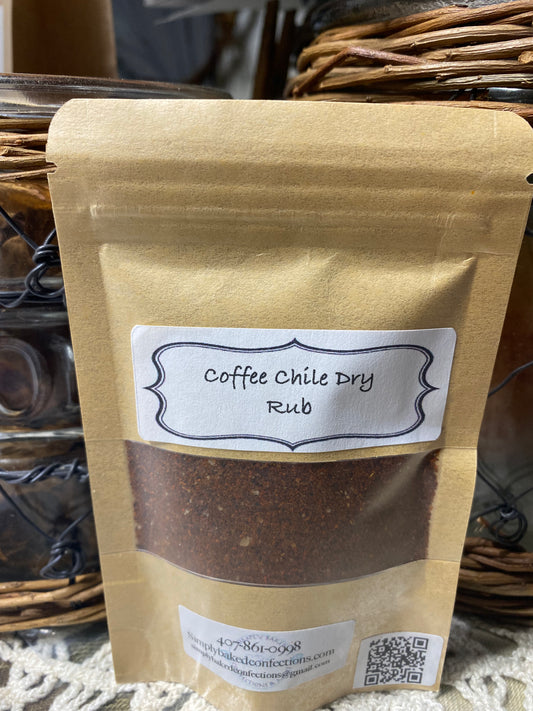 Coffee Chile Dry
Rub
407-861-0998
Simplybakedconfections.com
simplybakedconfections@gmail.com